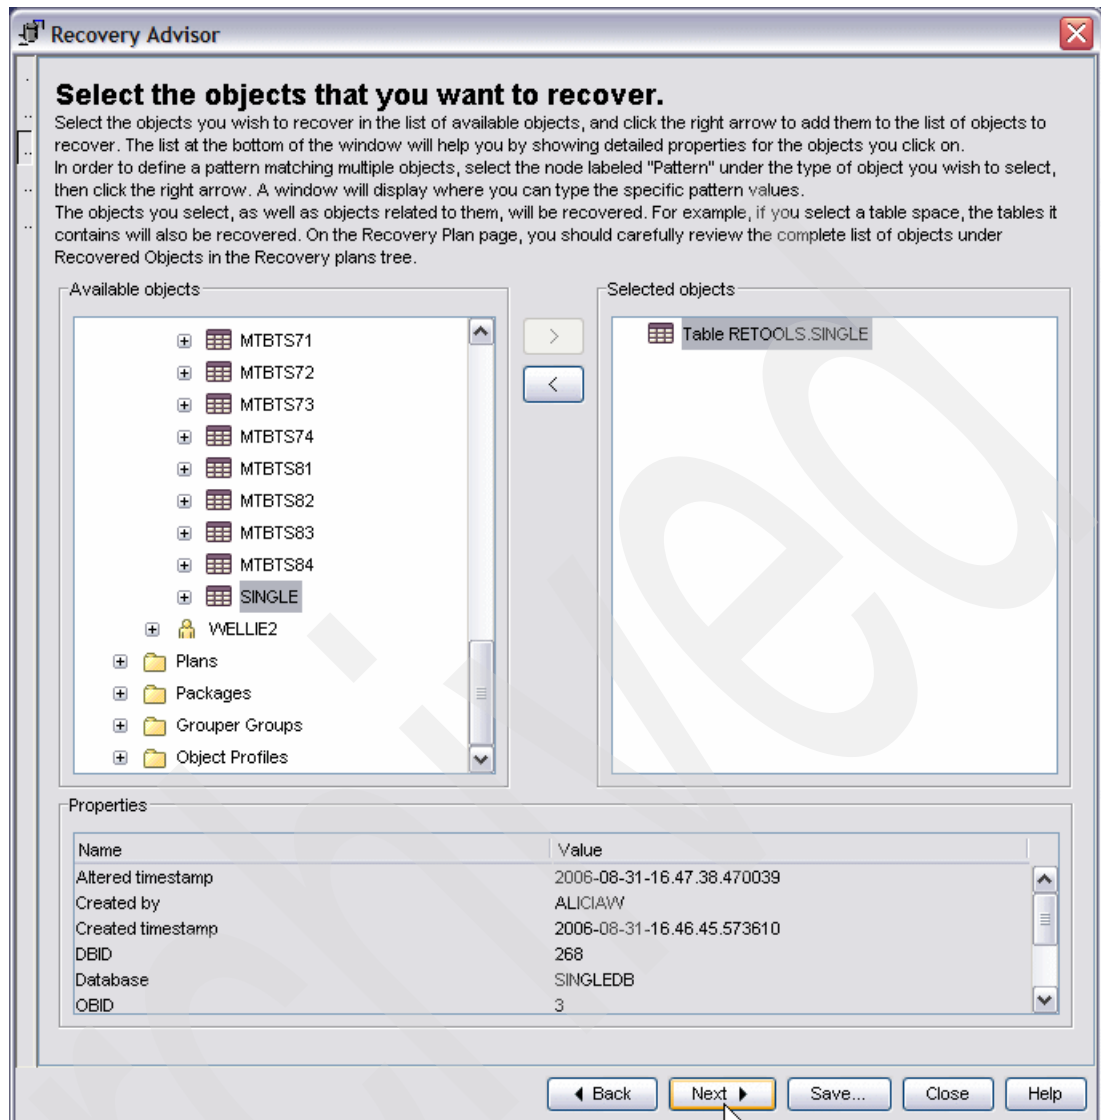 Recovery Advisor
Select the objects that you want to recover.
Select the objects you wish to recover in the list of available objects, and click the right arrow to add them to the list of objects to
recover. The list at the bottom of the window will help you by showing detailed properties for the objects you click on.
In order to define a pattern matching multiple objects, select the node labeled "Pattern" under the type of object you wish to select,
then click the right arrow. A window will display where you can type the specific pattern values.
The objects you select, as well as objects related to them, will be recovered. For example, if you select a table space, the tables it
contains will also be recovered. On the Recovery Plan page, you should carefully review the complete list of objects under
Recovered Objects in the Recovery plans tree.
Available objects
MTBTS71
MTBTS72
MTBTS73
MTBTS74
MTBTS81
MTBTS82
MTBTS83
MTBTS84
SINGLE
WELLIE2
Plans
Packages
Grouper Groups
Object Profiles
>
<
Selected objects
Table RETOOLS.SINGLE
Properties
Name Value
Altered timestamp 2006-08-31-16.47.38.470039
Created by ALICIAW
Created timestamp 2006-08-31-16.46.45.573610
DBID 268
Database SINGLEDB
OBID 3
Back Next Save... Close Help